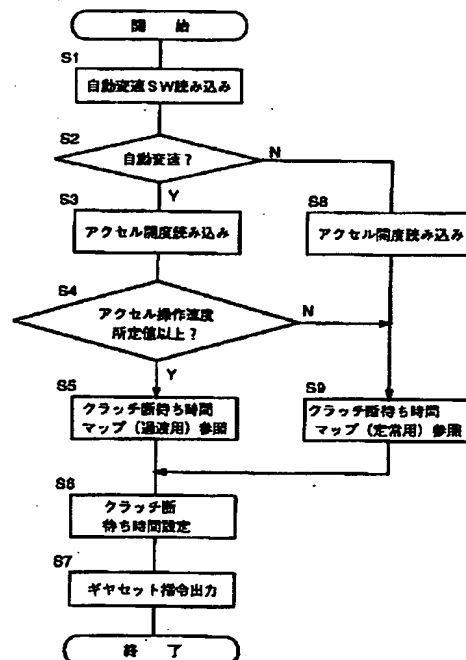 開 始
S1
自動変速SW読み込み
S2
自動変速？
N
Y
S3
アクセル開度読み込み
S8
アクセル開度読み込み
S4
アクセル操作速度
所定値以上？
N
Y
S5
クラッチ断待ち時間
マップ（過渡用）参照
S9
クラッチ断待ち時間
マップ（定常用）参照
S6
クラッチ断
待ち時間設定
S7
ギヤセット指令出力
終 了